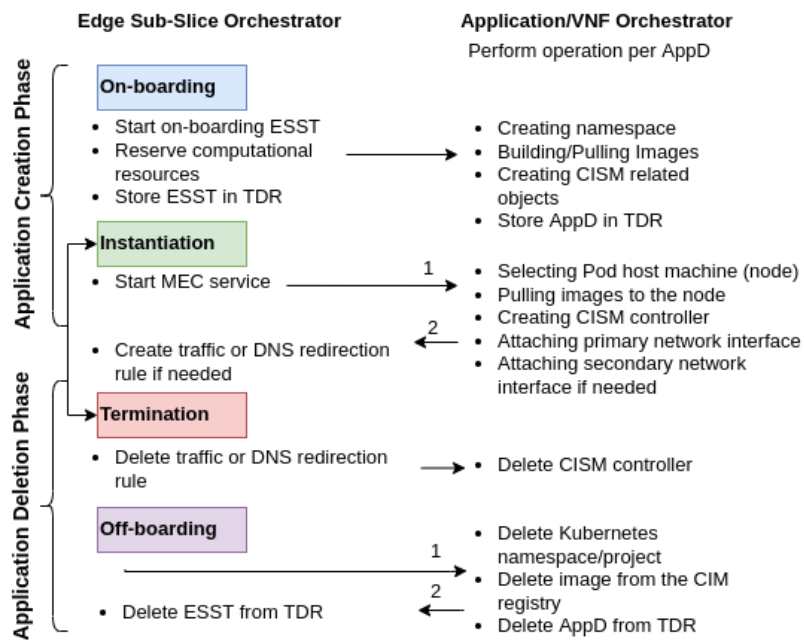 Edge Sub-Slice Orchestrator
Application/VNF Orchestrator
Perform operation per AppD
Application Creation Phase
On-boarding
• Start on-boarding ESST
• Reserve computational
resources
• Store ESST in TDR
• Creating namespace
• Building/Pulling Images
• Creating CISM related
objects
• Store AppD in TDR
Instantiation
• Start MEC service
1
• Selecting Pod host machine (node)
• Pulling images to the node
• Creating CISM controller
• Attaching primary network interface
• Attaching secondary network
interface if needed
2
• Create traffic or DNS redirection
rule if needed
Application Deletion Phase
Termination
• Delete traffic or DNS redirection
rule
• Delete CISM controller
Off-boarding
1
• Delete Kubernetes
namespace/project
• Delete image from the CIM
registry
• Delete AppD from TDR
2
• Delete ESST from TDR